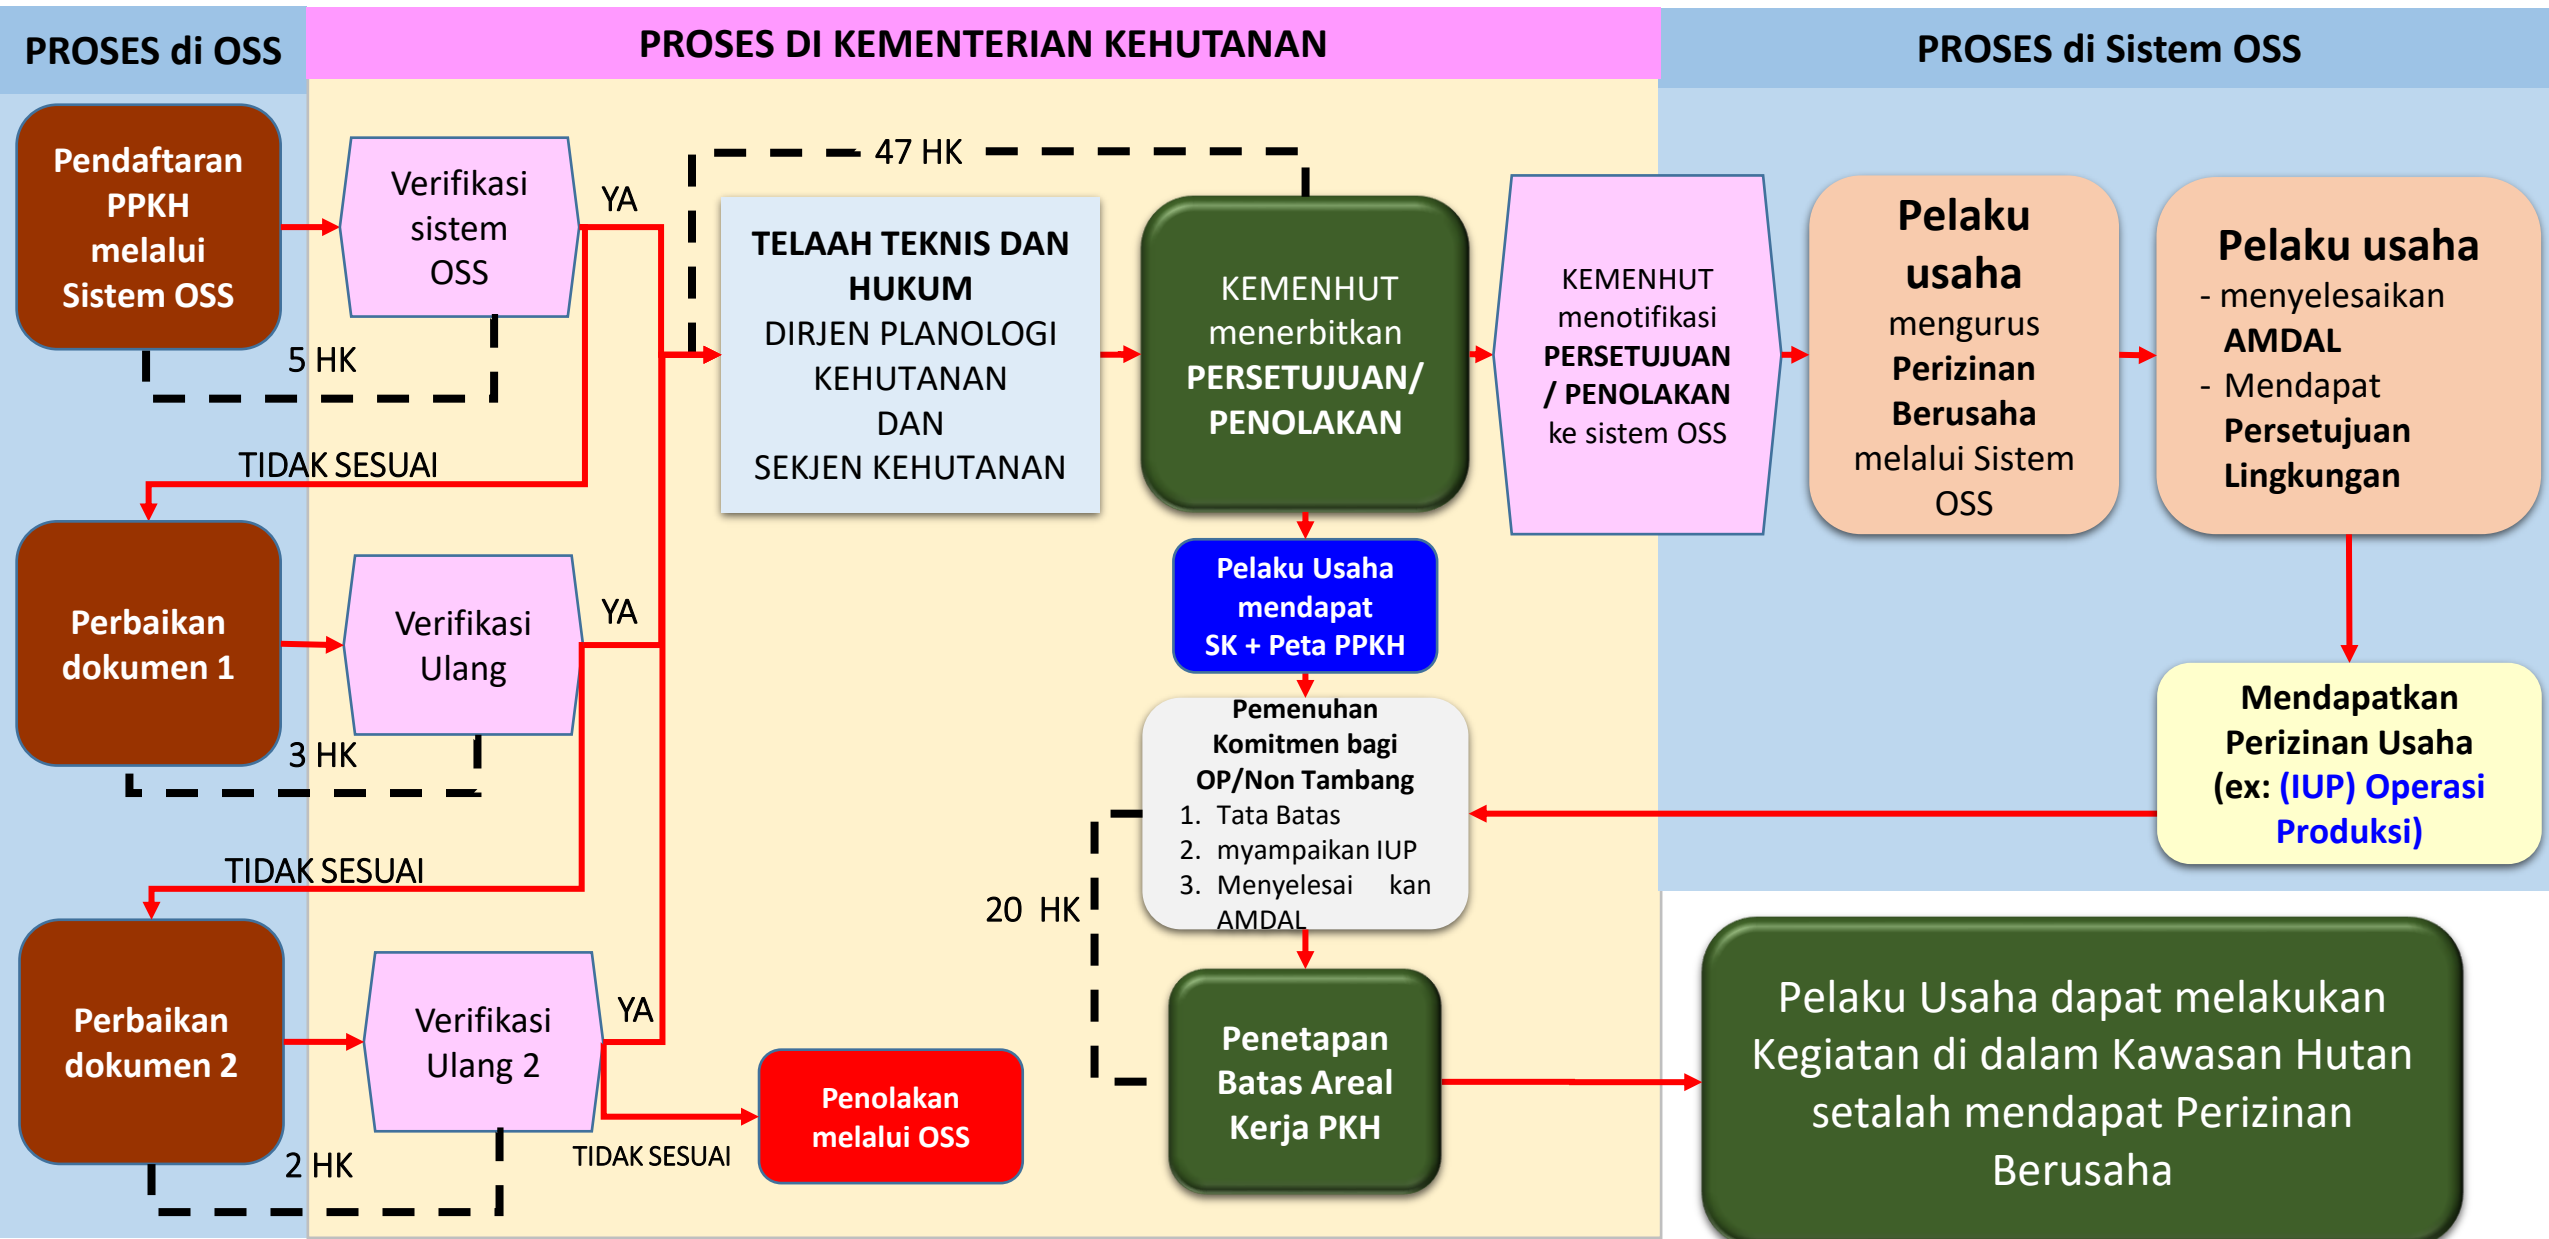 PROSES di OSS
PROSES DI KEMENTERIAN KEHUTANAN
PROSES di Sistem OSS
Pendaftaran
PPKH
melalui
Sistem OSS
Verifikasi
sistem
OSS
YA
5 HK
TIDAK SESUAI
47 HK
TELAAH TEKNIS DAN
HUKUM
DIRJEN PLANOLOGI
KEHUTANAN
DAN
SEKJEN KEHUTANAN
KEMENHUT
menerbitkan
PERSETUJUAN/
PENOLAKAN
KEMENHUT
menotifikasi
PERSETUJUAN
/ PENOLAKAN
ke sistem OSS
Pelaku
usaha
mengurus
Perizinan
Berusaha
melalui Sistem
OSS
Pelaku usaha
- menyelesaikan
AMDAL
- Mendapat
Persetujuan
Lingkungan
Perbaikan
dokumen 1
Verifikasi
Ulang
YA
3 HK
TIDAK SESUAI
Pelaku Usaha
mendapat
SK + Peta PPKH
Pemenuhan
Komitmen bagi
OP/Non Tambang
1. Tata Batas
2. myampaikan IUP
3. Menyelesai kan
AMDAL
20 HK
Mendapatkan
Perizinan Usaha
(ex: (IUP) Operasi
Produksi)
Perbaikan
dokumen 2
Verifikasi
Ulang 2
YA
2 HK
TIDAK SESUAI
Penolakan
melalui OSS
Penetapan
Batas Areal
Kerja PKH
Pelaku Usaha dapat melakukan
Kegiatan di dalam Kawasan Hutan
setalah mendapat Perizinan
Berusaha